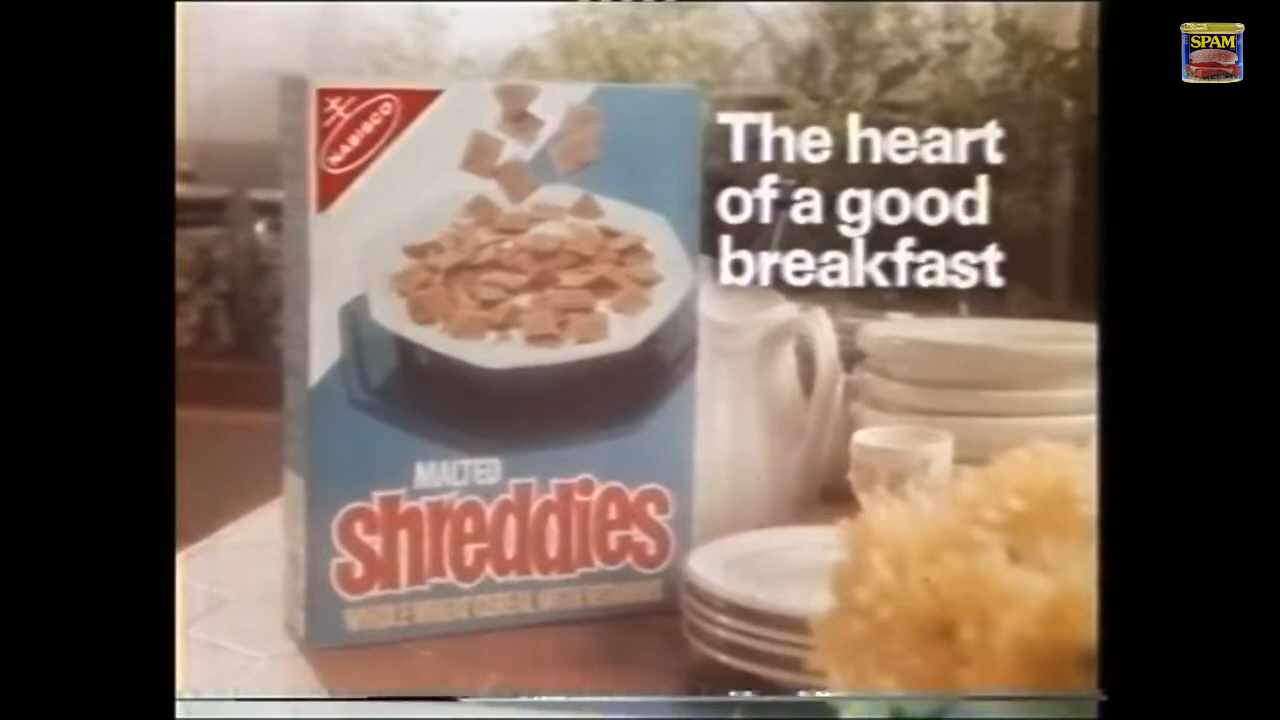 SPAM
NABISCO
The heart
of a good
breakfast
MALTED
shreddies